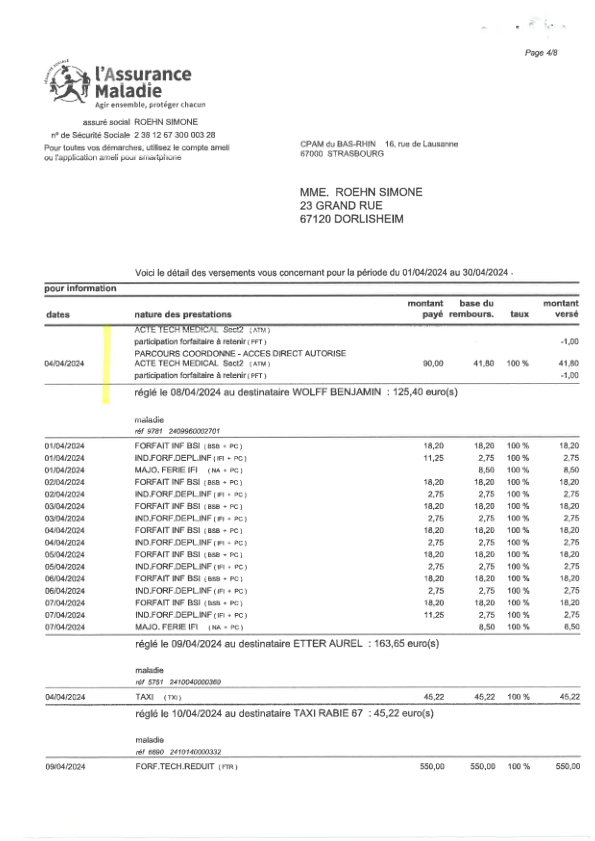 Page 4/8
SÉCURITÉ SOCIALE
l'Assurance
Maladie
Agir ensemble, protéger chacun
assuré social ROEHN SIMONE
n° de Sécurité Sociale 2 38 12 67 300 003 28
Pour toutes vos démarches, utilisez le compte ameli
ou l'application ameli pour smartphone
CPAM du BAS-RHIN 16, rue de Lausanne
67000 STRASBOURG
MME. ROEHN SIMONE
23 GRAND RUE
67120 DORLISHEIM
Voici le détail des versements vous concernant pour la période du 01/04/2024 au 30/04/2024 .
pour information
dates nature des prestations montant payé base du rembours. taux montant versé
ACTE TECH MEDICAL Sect2 (ATM)
participation forfaitaire à retenir (PFT) -1,00
PARCOURS COORDONNE - ACCES DIRECT AUTORISE
04/04/2024 ACTE TECH MEDICAL Sect2 (ATM) 90,00 41,80 100 % 41,80
participation forfaitaire à retenir (PFT) -1,00
réglé le 08/04/2024 au destinataire WOLFF BENJAMIN : 125,40 euro(s)
maladie
réf 9781 2409960002701
01/04/2024 FORFAIT INF BSI (BSB + PC) 18,20 18,20 100 % 18,20
01/04/2024 IND.FORF.DEPL.INF (IFI + PC) 11,25 2,75 100 % 2,75
01/04/2024 MAJO. FERIE IFI (NA + PC) 8,50 100 % 8,50
02/04/2024 FORFAIT INF BSI (BSB + PC) 18,20 18,20 100 % 18,20
02/04/2024 IND.FORF.DEPL.INF (IFI + PC) 2,75 2,75 100 % 2,75
03/04/2024 FORFAIT INF BSI (BSB + PC) 18,20 18,20 100 % 18,20
03/04/2024 IND.FORF.DEPL.INF (IFI + PC) 2,75 2,75 100 % 2,75
04/04/2024 FORFAIT INF BSI (BSB + PC) 18,20 18,20 100 % 18,20
04/04/2024 IND.FORF.DEPL.INF (IFI + PC) 2,75 2,75 100 % 2,75
05/04/2024 FORFAIT INF BSI (BSB + PC) 18,20 18,20 100 % 18,20
05/04/2024 IND.FORF.DEPL.INF (IFI + PC) 2,75 2,75 100 % 2,75
06/04/2024 FORFAIT INF BSI (BSB + PC) 18,20 18,20 100 % 18,20
06/04/2024 IND.FORF.DEPL.INF (IFI + PC) 2,75 2,75 100 % 2,75
07/04/2024 FORFAIT INF BSI (BSB + PC) 18,20 18,20 100 % 18,20
07/04/2024 IND.FORF.DEPL.INF (IFI + PC) 11,25 2,75 100 % 2,75
07/04/2024 MAJO. FERIE IFI (NA + PC) 8,50 100 % 8,50
réglé le 09/04/2024 au destinataire ETTER AUREL : 163,65 euro(s)
maladie
réf 5751 2410040000369
04/04/2024 TAXI (TXI) 45,22 45,22 100 % 45,22
réglé le 10/04/2024 au destinataire TAXI RABIE 67 : 45,22 euro(s)
maladie
réf 6690 2410140000332
09/04/2024 FORF.TECH.REDUIT (FTR) 550,00 550,00 100 % 550,00